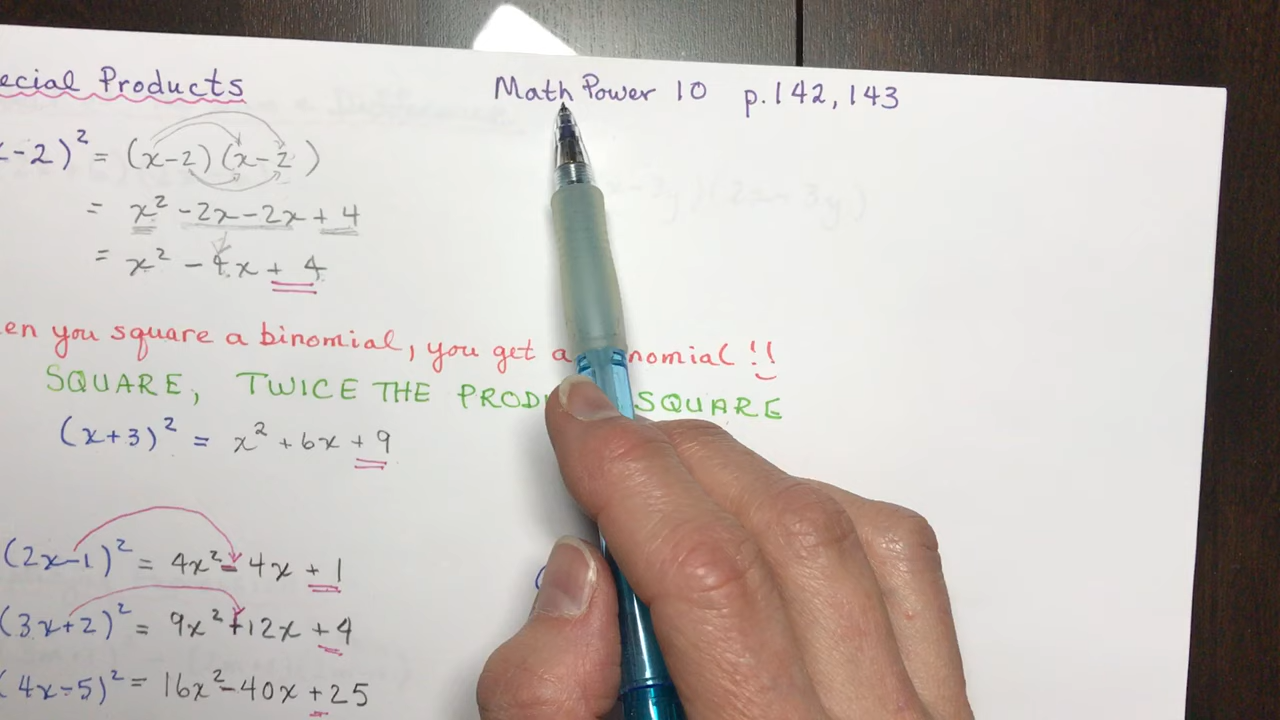 ecial Products
Math Power 10 p.142, 143
x-2)² = (x-2)(x-2)
= x² -2x-2x+4
= x² - 4x + 4
en you square a binomial, you get a nomial !!
SQUARE, TWICE THE PROD SQUARE
(x+3)² = x² + 6x + 9
(2x-1)² = 4x² - 4x + 1
(3x+2)² = 9x² + 12x + 4
(4x-5)² = 16x² - 40x + 25